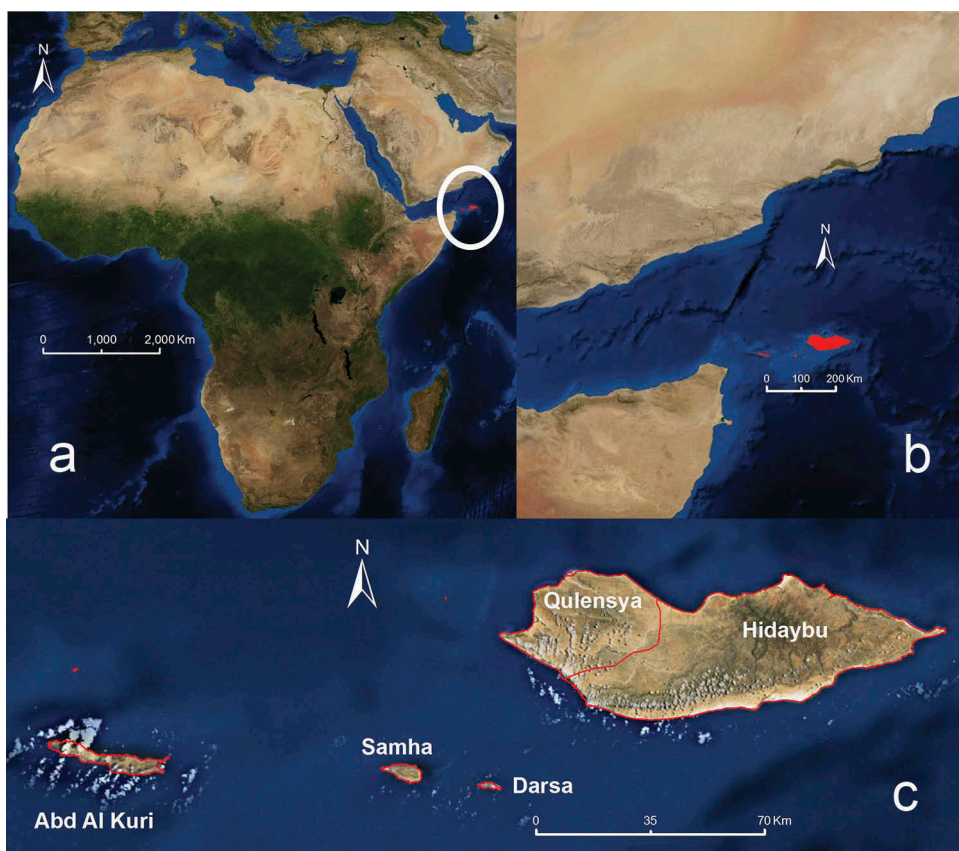 N
0 1,000 2,000 Km
a
N
0 100 200 Km
b
N
Qulensya
Hidaybu
Samha
Darsa
Abd Al Kuri
c
0 35 70 Km